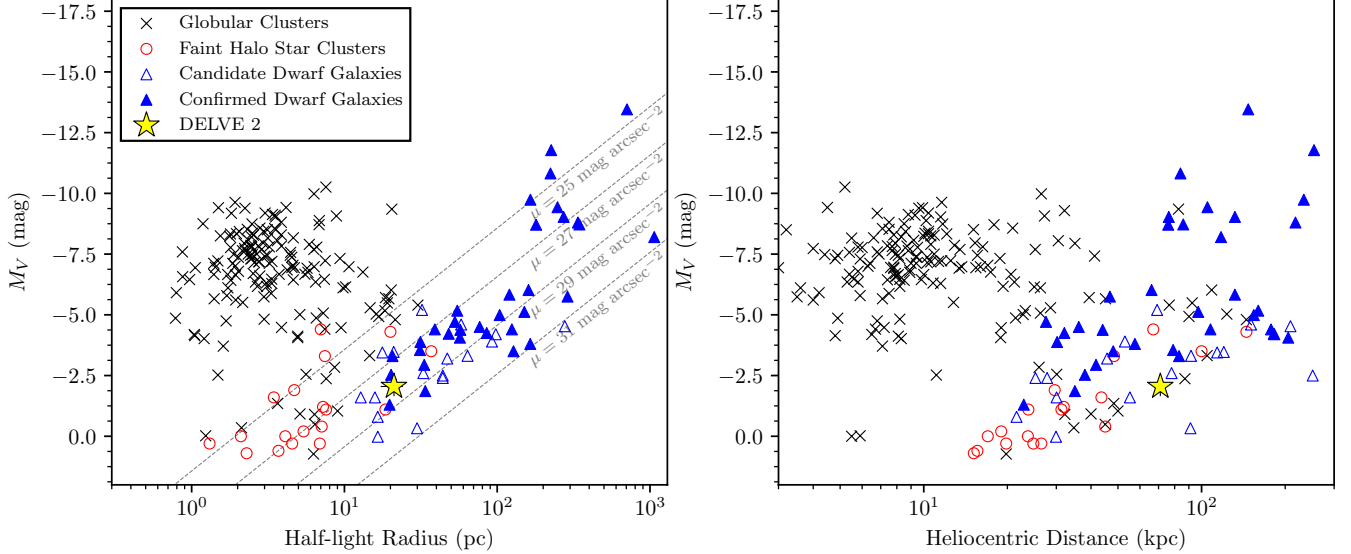 −17.5
−15.0
−12.5
−10.0
−7.5
−5.0
−2.5
0.0
M_V (mag)
Globular Clusters
Faint Halo Star Clusters
Candidate Dwarf Galaxies
Confirmed Dwarf Galaxies
DELVE 2
μ = 25 mag arcsec⁻²
μ = 27 mag arcsec⁻²
μ = 29 mag arcsec⁻²
μ = 31 mag arcsec⁻²
10⁰
10¹
10²
10³
Half-light Radius (pc)
−17.5
−15.0
−12.5
−10.0
−7.5
−5.0
−2.5
0.0
M_V (mag)
10¹
10²
Heliocentric Distance (kpc)